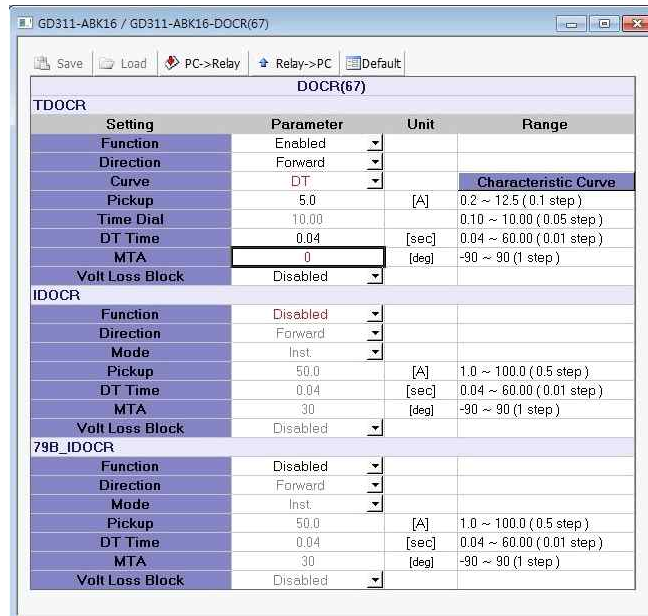 GD311-ABK16 / GD311-ABK16-DOCR(67)
Save Load PC->Relay Relay->PC Default
DOCR(67)
TDOCR
Setting Parameter Unit Range
Function Enabled
Direction Forward
Curve DT Characteristic Curve
Pickup 5.0 [A] 0.2 ~ 12.5 ( 0.1 step )
Time Dial 10.00 0.10 ~ 10.00 ( 0.05 step )
DT Time 0.04 [sec] 0.04 ~ 60.00 ( 0.01 step )
MTA 0 [deg] -90 ~ 90 (1 step )
Volt Loss Block Disabled
IDOCR
Function Disabled
Direction Forward
Mode Inst.
Pickup 50.0 [A] 1.0 ~ 100.0 ( 0.5 step )
DT Time 0.04 [sec] 0.04 ~ 60.00 ( 0.01 step )
MTA 30 [deg] -90 ~ 90 (1 step )
Volt Loss Block Disabled
79B_IDOCR
Function Disabled
Direction Forward
Mode Inst.
Pickup 50.0 [A] 1.0 ~ 100.0 ( 0.5 step )
DT Time 0.04 [sec] 0.04 ~ 60.00 ( 0.01 step )
MTA 30 [deg] -90 ~ 90 (1 step )
Volt Loss Block Disabled